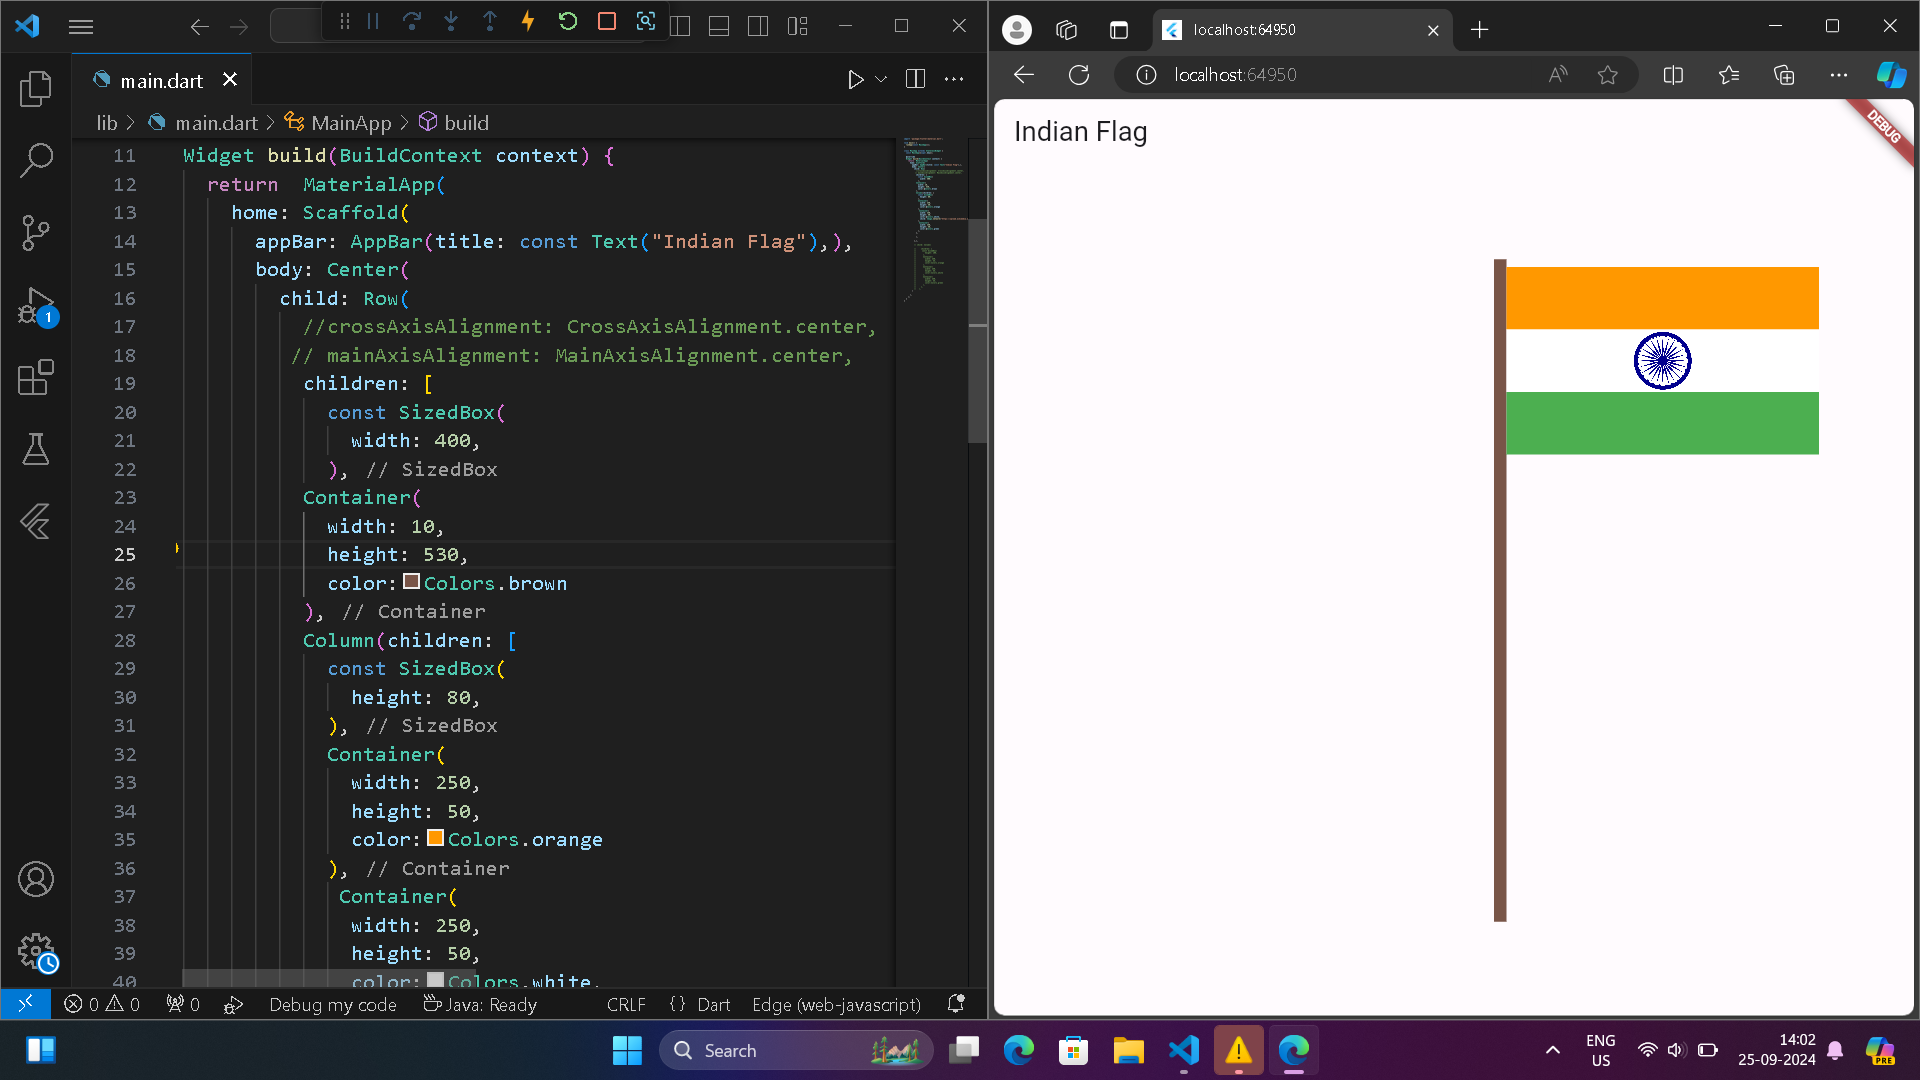 main.dart
lib > main.dart > MainApp > build
11 Widget build(BuildContext context) {
12 return  MaterialApp(
13 home: Scaffold(
14 appBar: AppBar(title: const Text("Indian Flag"),),
15 body: Center(
16 child: Row(
17 //crossAxisAlignment: CrossAxisAlignment.center,
18 // mainAxisAlignment: MainAxisAlignment.center,
19 children: [
20 const SizedBox(
21 width: 400,
22 ), // SizedBox
23 Container(
24 width: 10,
25 height: 530,
26 color: Colors.brown
27 ), // Container
28 Column(children: [
29 const SizedBox(
30 height: 80,
31 ), // SizedBox
32 Container(
33 width: 250,
34 height: 50,
35 color: Colors.orange
36 ), // Container
37 Container(
38 width: 250,
39 height: 50,
40 color: Colors.white,
1
0 0 0 Debug my code Java: Ready CRLF {} Dart Edge (web-javascript)
localhost:64950
localhost:64950
Indian Flag
DEBUG
Search
ENG
US
14:02
25-09-2024
PRE